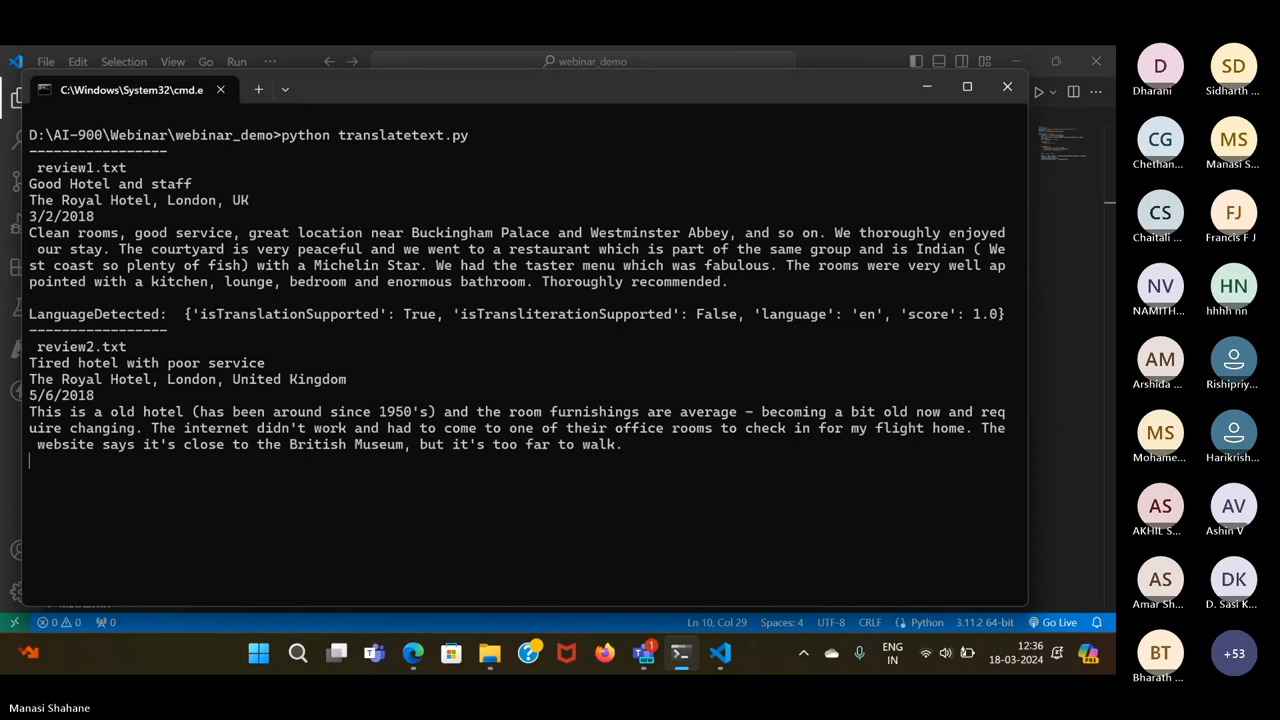 File Edit Selection View Go Run ··· webinar_demo
C:\Windows\System32\cmd.e
D:\AI-900\Webinar\webinar_demo>python translatetext.py
-----------------
review1.txt
Good Hotel and staff
The Royal Hotel, London, UK
3/2/2018
Clean rooms, good service, great location near Buckingham Palace and Westminster Abbey, and so on. We thoroughly enjoyed
our stay. The courtyard is very peaceful and we went to a restaurant which is part of the same group and is Indian ( We
st coast so plenty of fish) with a Michelin Star. We had the taster menu which was fabulous. The rooms were very well ap
pointed with a kitchen, lounge, bedroom and enormous bathroom. Thoroughly recommended.
LanguageDetected:  {'isTranslationSupported': True, 'isTransliterationSupported': False, 'language': 'en', 'score': 1.0}
-----------------
review2.txt
Tired hotel with poor service
The Royal Hotel, London, United Kingdom
5/6/2018
This is a old hotel (has been around since 1950's) and the room furnishings are average - becoming a bit old now and req
uire changing. The internet didn't work and had to come to one of their office rooms to check in for my flight home. The
website says it's close to the British Museum, but it's too far to walk.
0 0 0 Ln 10, Col 29 Spaces: 4 UTF-8 CRLF Python 3.11.2 64-bit Go Live
1 NEW ENG IN 12:36 18-03-2024 PRE
Manasi Shahane
D SD
Dharani Sidharth ...
CG MS
Chethan... Manasi S...
CS FJ
Chaitali ... Francis F J
NV HN
NAMITH... hhhh nn
AM
Arshida ... Rishipriy...
MS
Mohame... Harikrish...
AS AV
AKHIL S... Ashin V
AS DK
Amar Sh... D. Sasi K...
BT +53
Bharath ...